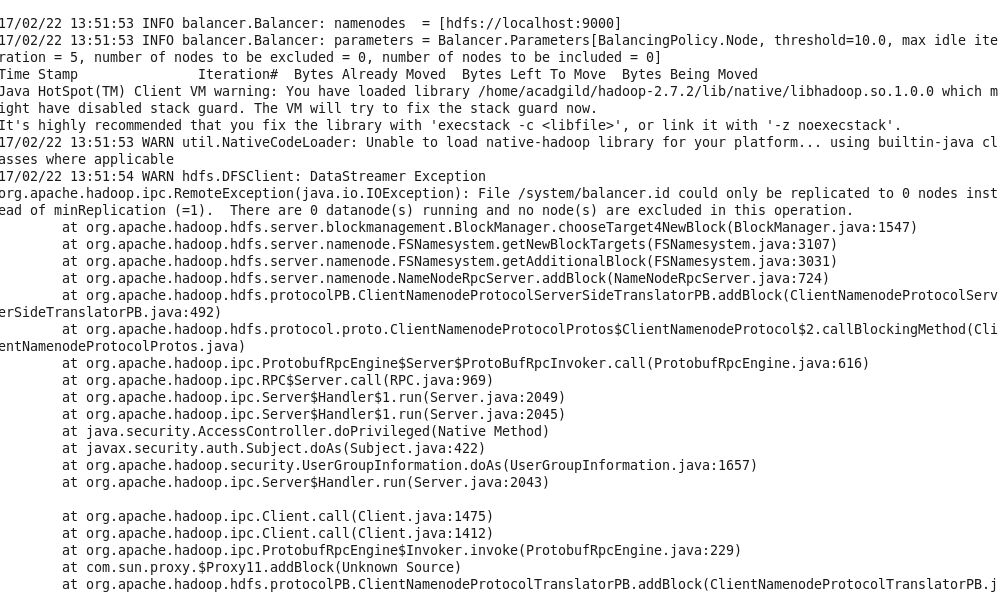 17/02/22 13:51:53 INFO balancer.Balancer: namenodes  = [hdfs://localhost:9000]
17/02/22 13:51:53 INFO balancer.Balancer: parameters = Balancer.Parameters[BalancingPolicy.Node, threshold=10.0, max idle ite
ration = 5, number of nodes to be excluded = 0, number of nodes to be included = 0]
Time Stamp               Iteration#  Bytes Already Moved  Bytes Left To Move  Bytes Being Moved
Java HotSpot(TM) Client VM warning: You have loaded library /home/acadgild/hadoop-2.7.2/lib/native/libhadoop.so.1.0.0 which m
ight have disabled stack guard. The VM will try to fix the stack guard now.
It's highly recommended that you fix the library with 'execstack -c <libfile>', or link it with '-z noexecstack'.
17/02/22 13:51:53 WARN util.NativeCodeLoader: Unable to load native-hadoop library for your platform... using builtin-java cl
asses where applicable
17/02/22 13:51:54 WARN hdfs.DFSClient: DataStreamer Exception
org.apache.hadoop.ipc.RemoteException(java.io.IOException): File /system/balancer.id could only be replicated to 0 nodes inst
ead of minReplication (=1).  There are 0 datanode(s) running and no node(s) are excluded in this operation.
        at org.apache.hadoop.hdfs.server.blockmanagement.BlockManager.chooseTarget4NewBlock(BlockManager.java:1547)
        at org.apache.hadoop.hdfs.server.namenode.FSNamesystem.getNewBlockTargets(FSNamesystem.java:3107)
        at org.apache.hadoop.hdfs.server.namenode.FSNamesystem.getAdditionalBlock(FSNamesystem.java:3031)
        at org.apache.hadoop.hdfs.server.namenode.NameNodeRpcServer.addBlock(NameNodeRpcServer.java:724)
        at org.apache.hadoop.hdfs.protocolPB.ClientNamenodeProtocolServerSideTranslatorPB.addBlock(ClientNamenodeProtocolServ
erSideTranslatorPB.java:492)
        at org.apache.hadoop.hdfs.protocol.proto.ClientNamenodeProtocolProtos$ClientNamenodeProtocol$2.callBlockingMethod(Cli
entNamenodeProtocolProtos.java)
        at org.apache.hadoop.ipc.ProtobufRpcEngine$Server$ProtoBufRpcInvoker.call(ProtobufRpcEngine.java:616)
        at org.apache.hadoop.ipc.RPC$Server.call(RPC.java:969)
        at org.apache.hadoop.ipc.Server$Handler$1.run(Server.java:2049)
        at org.apache.hadoop.ipc.Server$Handler$1.run(Server.java:2045)
        at java.security.AccessController.doPrivileged(Native Method)
        at javax.security.auth.Subject.doAs(Subject.java:422)
        at org.apache.hadoop.security.UserGroupInformation.doAs(UserGroupInformation.java:1657)
        at org.apache.hadoop.ipc.Server$Handler.run(Server.java:2043)

        at org.apache.hadoop.ipc.Client.call(Client.java:1475)
        at org.apache.hadoop.ipc.Client.call(Client.java:1412)
        at org.apache.hadoop.ipc.ProtobufRpcEngine$Invoker.invoke(ProtobufRpcEngine.java:229)
        at com.sun.proxy.$Proxy11.addBlock(Unknown Source)
        at org.apache.hadoop.hdfs.protocolPB.ClientNamenodeProtocolTranslatorPB.addBlock(ClientNamenodeProtocolTranslatorPB.j